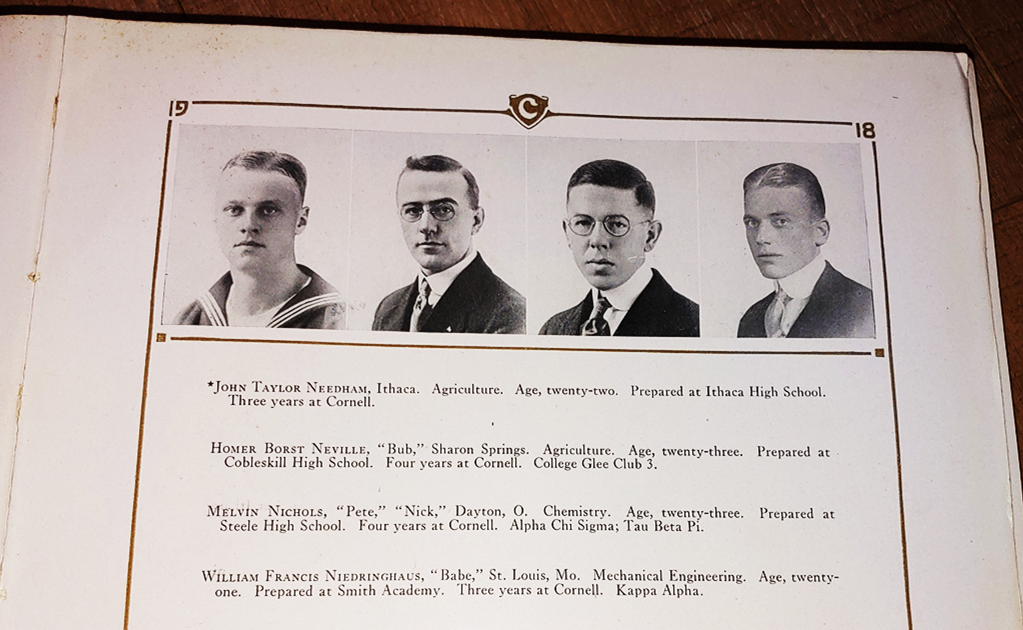 19
C
18
*JOHN TAYLOR NEEDHAM, Ithaca. Agriculture. Age, twenty-two. Prepared at Ithaca High School.
Three years at Cornell.
HOMER BORST NEVILLE, "Bub," Sharon Springs. Agriculture. Age, twenty-three. Prepared at
Cobleskill High School. Four years at Cornell. College Glee Club 3.
MELVIN NICHOLS, "Pete," "Nick," Dayton, O. Chemistry. Age, twenty-three. Prepared at
Steele High School. Four years at Cornell. Alpha Chi Sigma; Tau Beta Pi.
WILLIAM FRANCIS NIEDRINGHAUS, "Babe," St. Louis, Mo. Mechanical Engineering. Age, twenty-
one. Prepared at Smith Academy. Three years at Cornell. Kappa Alpha.